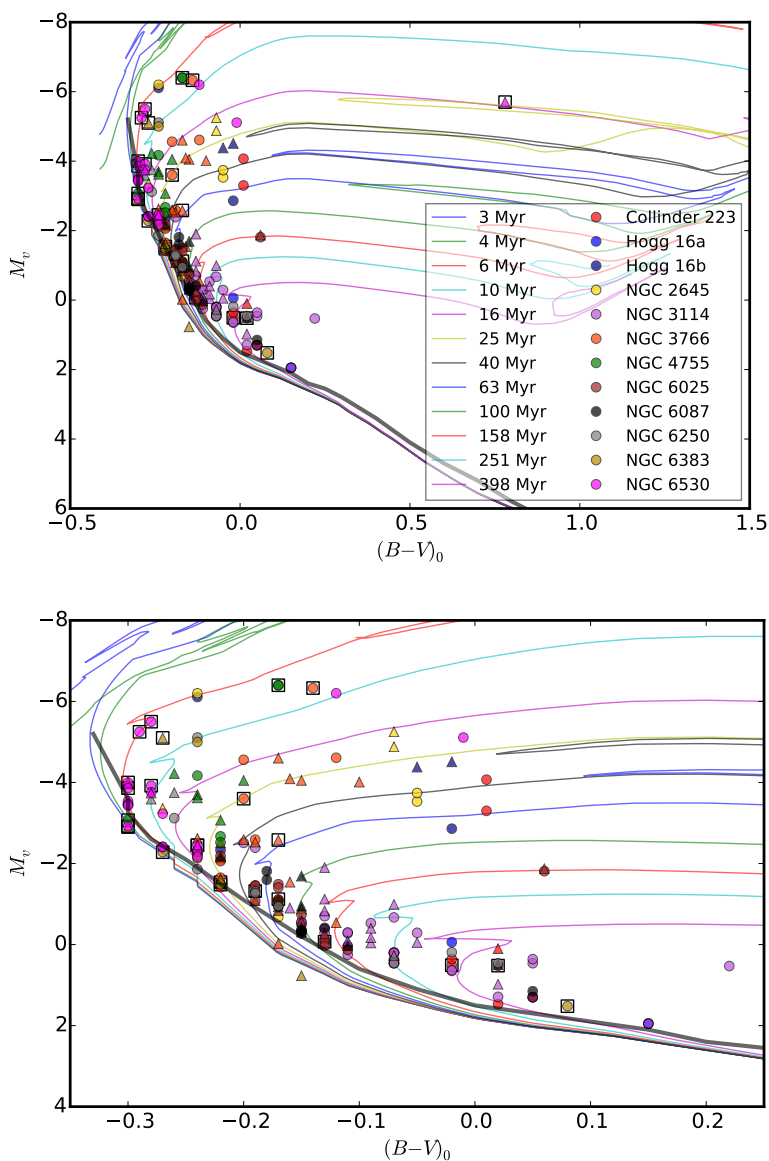 −8
−6
−4
−2
0
2
4
6
M_v
−0.5 0.0 0.5 1.0 1.5
(B−V)_0
3 Myr Collinder 223
4 Myr Hogg 16a
6 Myr Hogg 16b
10 Myr NGC 2645
16 Myr NGC 3114
25 Myr NGC 3766
40 Myr NGC 4755
63 Myr NGC 6025
100 Myr NGC 6087
158 Myr NGC 6250
251 Myr NGC 6383
398 Myr NGC 6530
−8
−6
−4
−2
0
2
4
M_v
−0.3 −0.2 −0.1 0.0 0.1 0.2
(B−V)_0